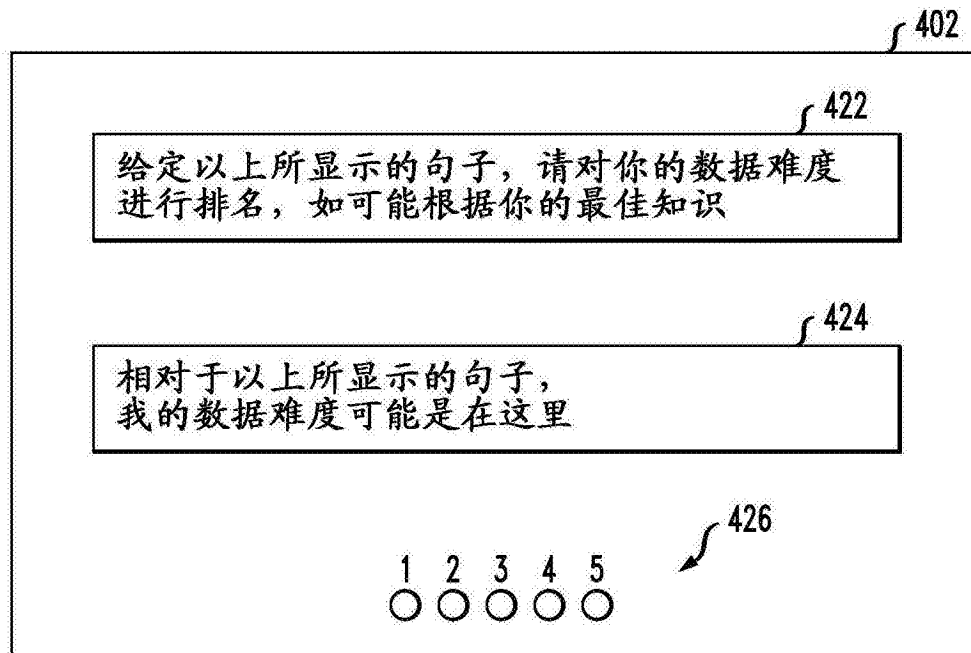 402
422
给定以上所显示的句子，请对你的数据难度
进行排名，如可能根据你的最佳知识
424
相对于以上所显示的句子，
我的数据难度可能是在这里
426
1 2 3 4 5